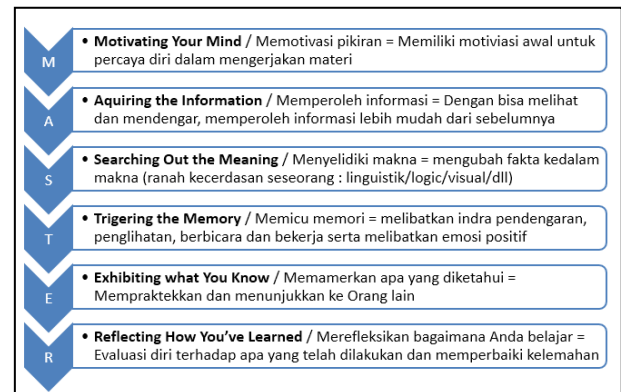 M
• Motivating Your Mind / Memotivasi pikiran = Memiliki motiviasi awal untuk
percaya diri dalam mengerjakan materi
A
• Aquiring the Information / Memperoleh informasi = Dengan bisa melihat
dan mendengar, memperoleh informasi lebih mudah dari sebelumnya
S
• Searching Out the Meaning / Menyelidiki makna = mengubah fakta kedalam
makna (ranah kecerdasan seseorang : linguistik/logic/visual/dll)
T
• Trigering the Memory / Memicu memori = melibatkan indra pendengaran,
penglihatan, berbicara dan bekerja serta melibatkan emosi positif
E
• Exhibiting what You Know / Memamerkan apa yang diketahui =
Mempraktekkan dan menunjukkan ke Orang lain
R
• Reflecting How You've Learned / Merefleksikan bagaimana Anda belajar =
Evaluasi diri terhadap apa yang telah dilakukan dan memperbaiki kelemahan